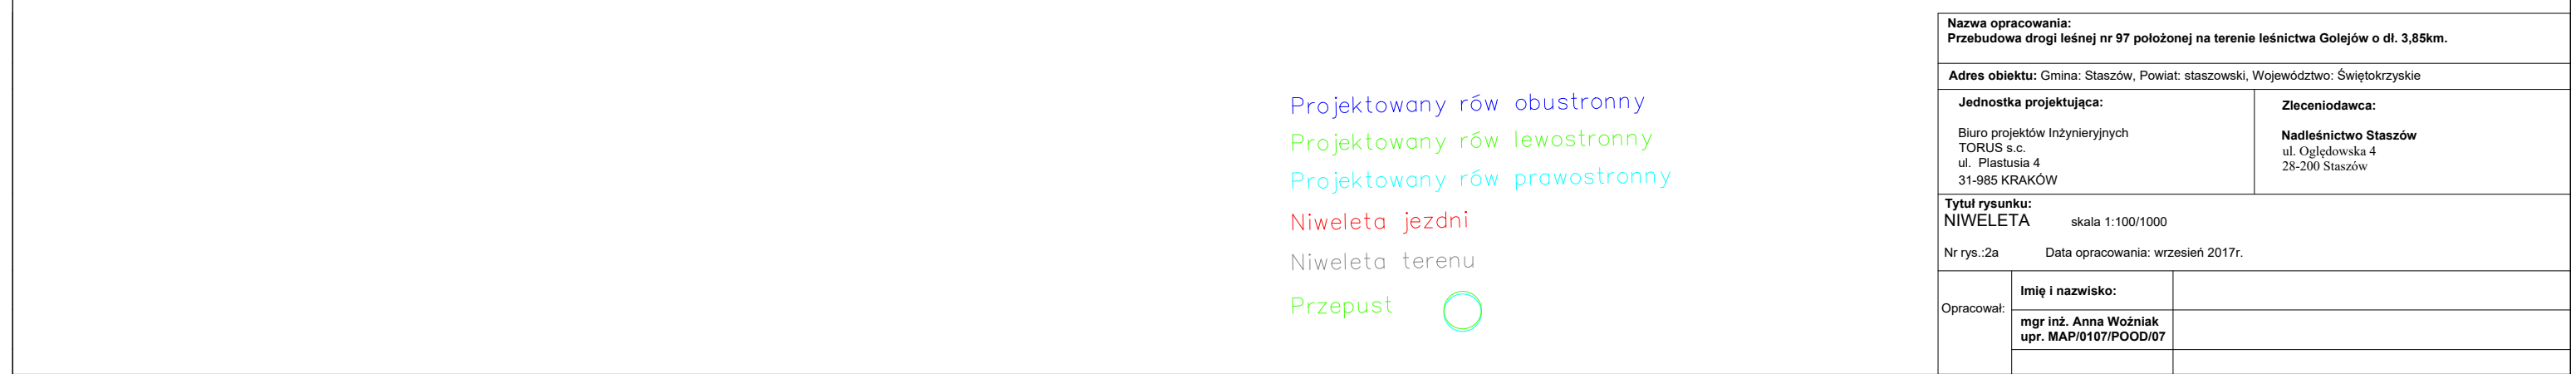 Projektowany rów obustronny
Projektowany rów lewostronny
Projektowany rów prawostronny
Niweleta jezdni
Niweleta terenu
Przepust
Nazwa opracowania:
Przebudowa drogi leśnej nr 97 położonej na terenie leśnictwa Golejów o dł. 3,85km.
Adres obiektu: Gmina: Staszów, Powiat: staszowski, Województwo: Świętokrzyskie
Jednostka projektująca:
Biuro projektów Inżynieryjnych
TORUS s.c.
ul. Plastusia 4
31-985 KRAKÓW
Zleceniodawca:
Nadleśnictwo Staszów
ul. Oględowska 4
28-200 Staszów
Tytuł rysunku:
NIWELETA skala 1:100/1000
Nr rys.:2a Data opracowania: wrzesień 2017r.
Opracował:
Imię i nazwisko:
mgr inż. Anna Woźniak
upr. MAP/0107/POOD/07